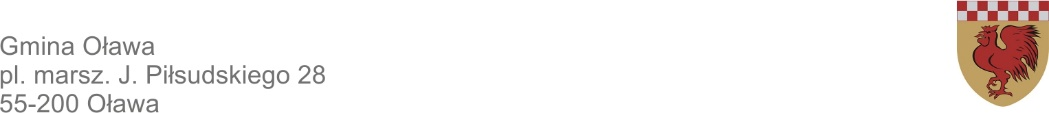 Gmina Oława
pl. marsz. J. Piłsudskiego 28
55-200 Oława